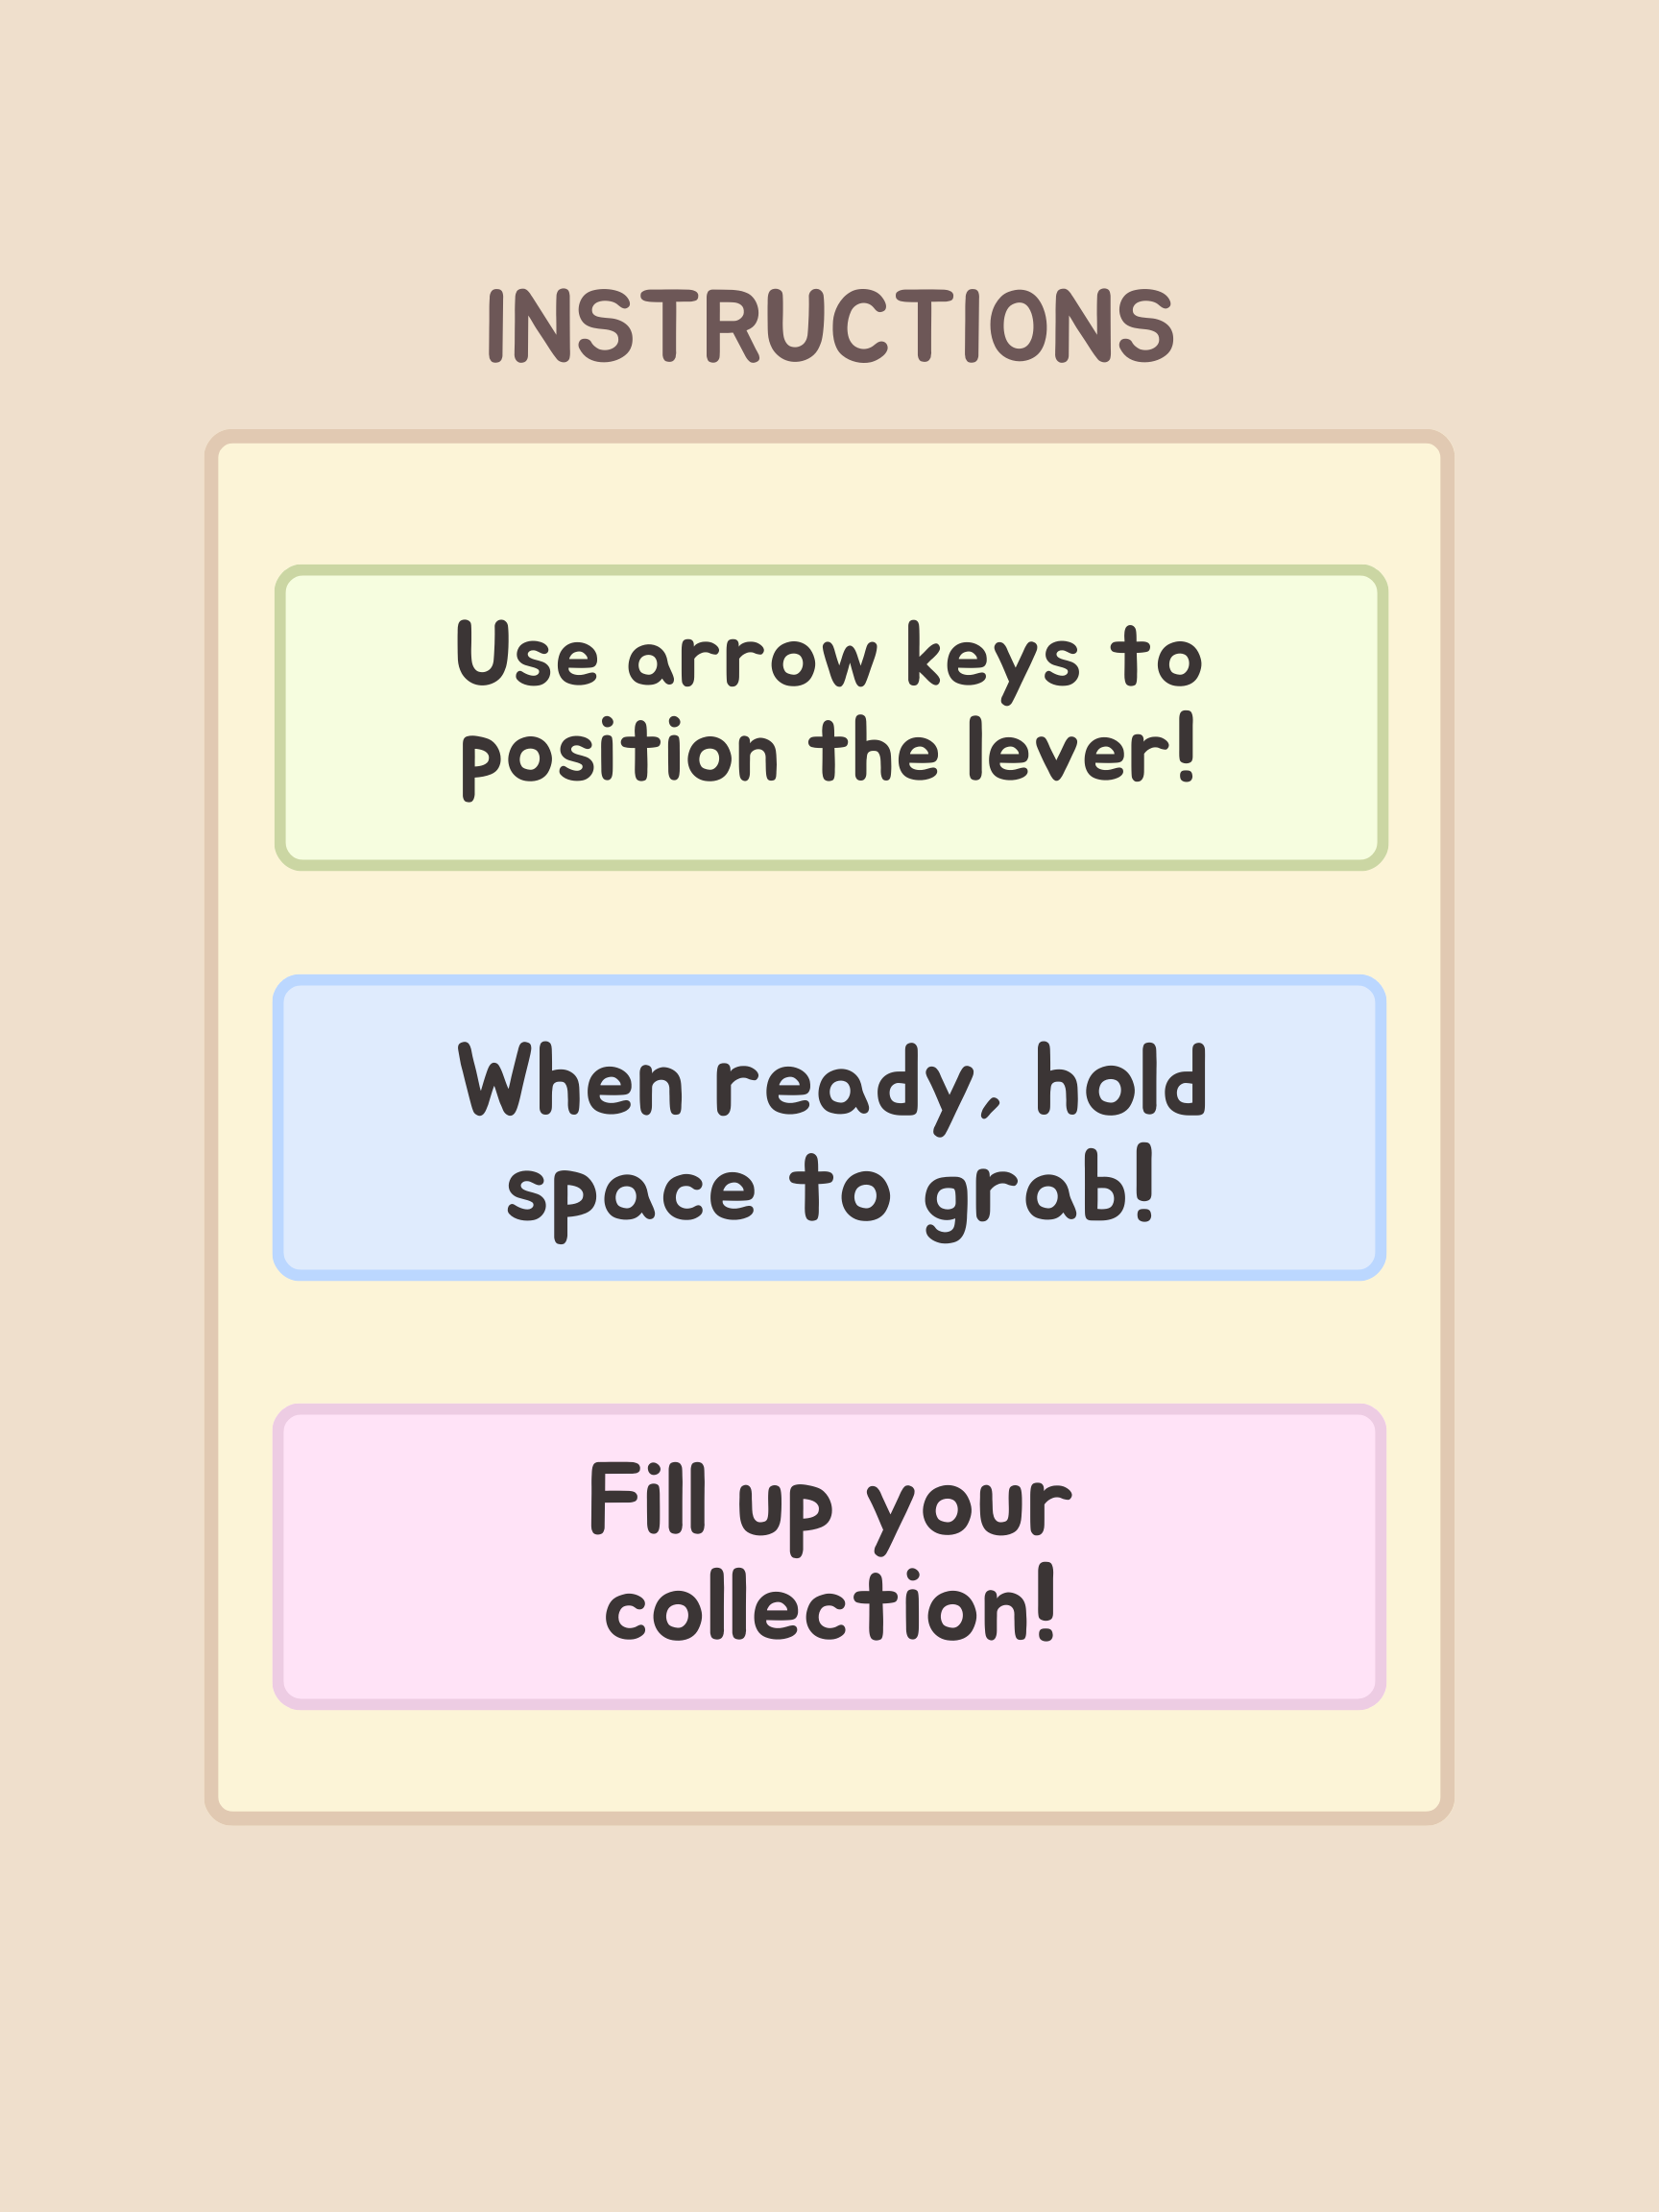 INSTRUCTIONS
Use arrow keys to
position the lever!
When ready, hold
space to grab!
Fill up your
collection!